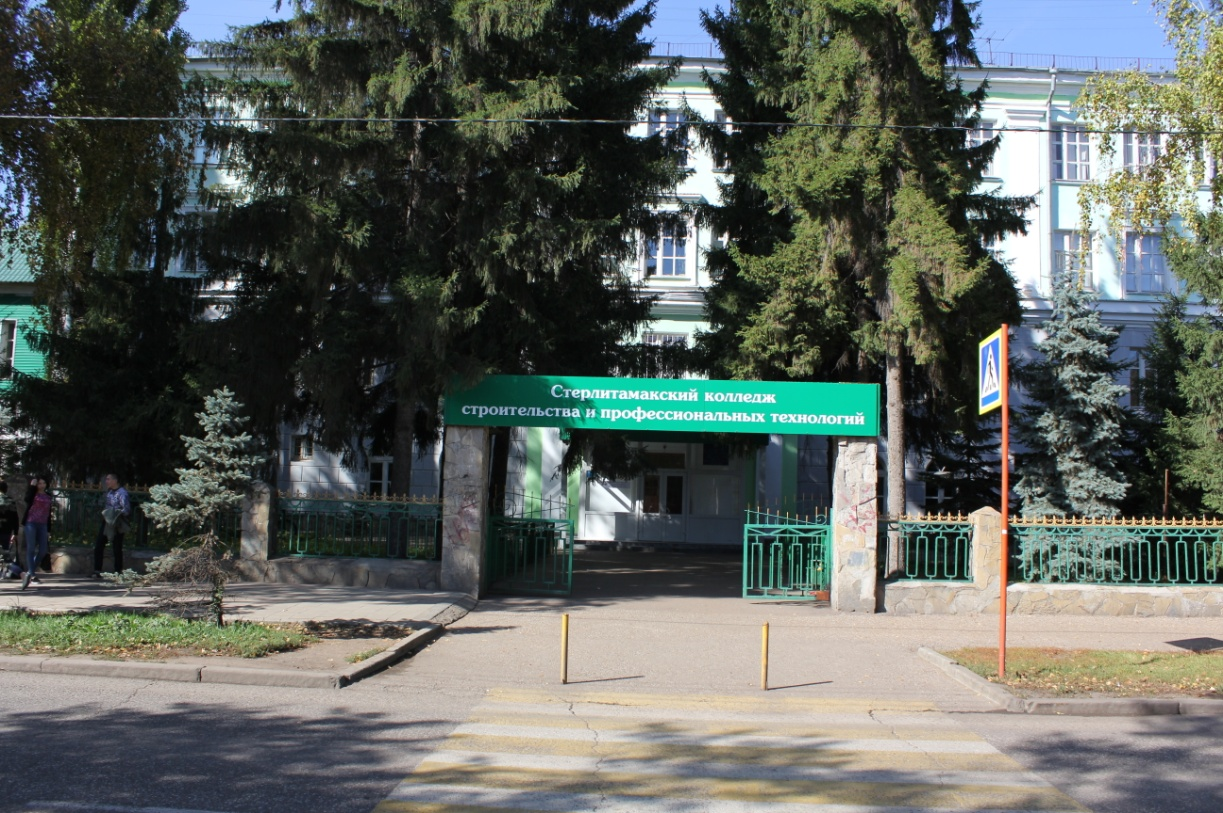 Стерлитамакский колледж
строительства и профессиональных технологий